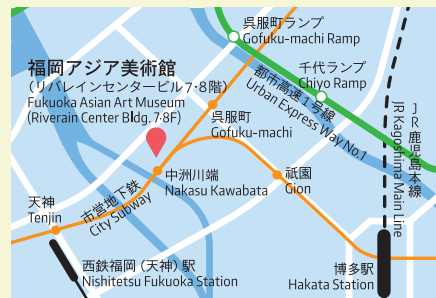 呉服町ランプ
Gofuku-machi Ramp
福岡アジア美術館
（リバレインセンタービル7・8階）
Fukuoka Asian Art Museum
(Riverain Center Bldg. 7·8F)
千代ランプ
Chiyo Ramp
都市高速1号線
Urban Express Way No.1
JR鹿児島本線
JR Kagoshima Main Line
呉服町
Gofuku-machi
中洲川端
Nakasu Kawabata
祇園
Gion
市営地下鉄
City Subway
天神
Tenjin
西鉄福岡（天神）駅
Nishitetsu Fukuoka Station
博多駅
Hakata Station